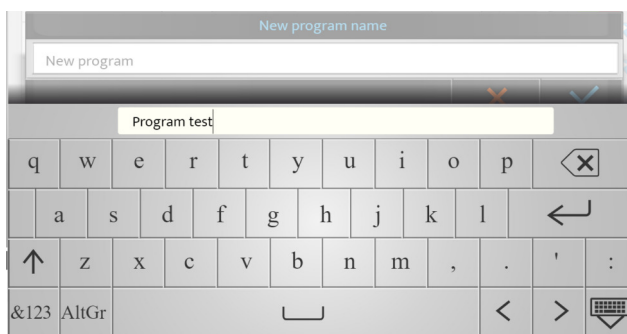 New program name
New program
Program test
q w e r t y u i o p
a s d f g h j k l
z x c v b n m , . ' :
&123 AltGr < >